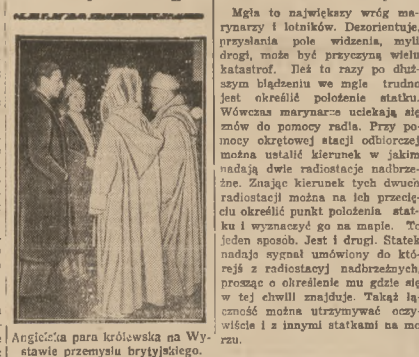 Angielska para królewska na Wy-
stawie przemysłu brytyjskiego.
Mgła to największy wróg ma-
rynarzy i lotników. Dezorientuje,
przysłania pole widzenia, myli
drogi, może być przyczyną wielu
katastrof. Ileż to razy po dłuż-
szym błądzeniu we mgle trudno
jest określić położenie statku.
Wówczas marynarze uciekają się
znów do pomocy radia. Przy po-
mocy okrętowej stacji odbiorczej
można ustalić kierunek w jakim
nadają dwie radiostacje nadbrze-
żne. Znając kierunek tych dwuch
radiostacji można na ich przecię-
ciu określić punkt położenia stat-
ku i wyznaczyć go na mapie. To
jeden sposób. Jest i drugi. Statek
nadaje sygnał umówiony do któ-
rejś z radiostacyj nadbrzeżnych,
prosząc o określenie mu gdzie się
w tej chwili znajduje. Takąż łą-
czność można utrzymywać oczy-
wiście i z innymi statkami na mo-
rzu.